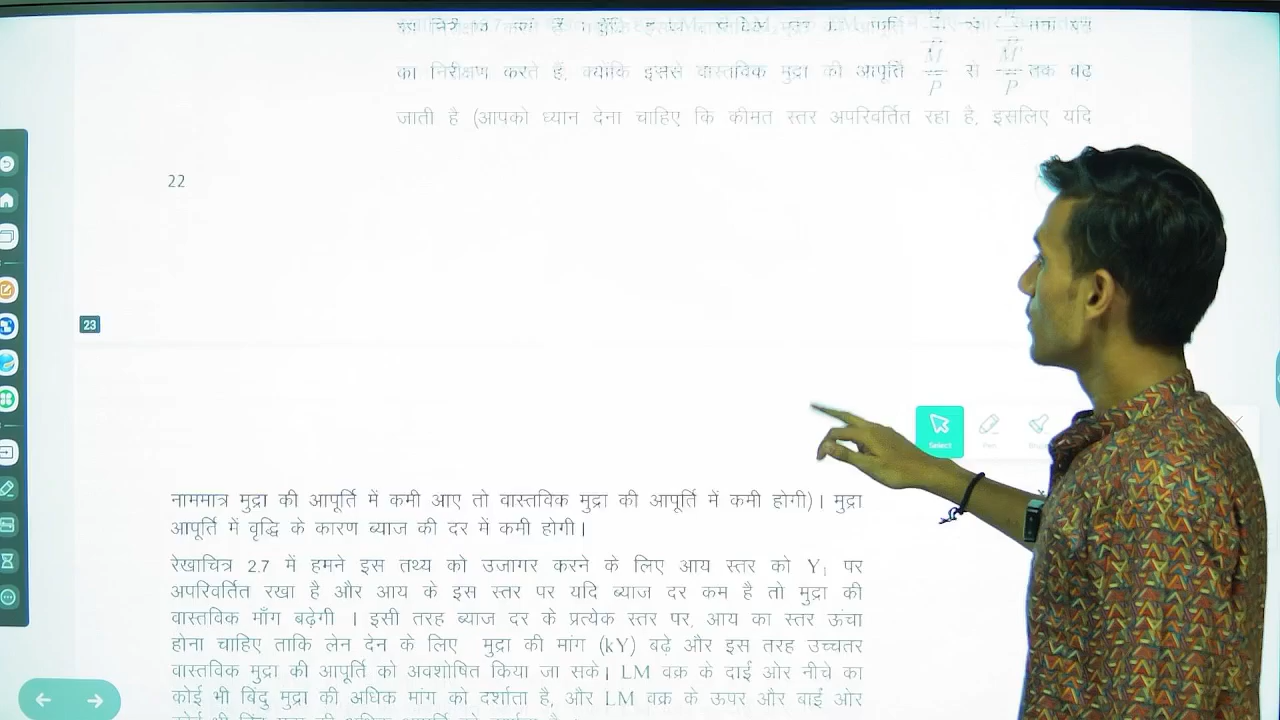 का निरीक्षण करते हैं, क्योंकि इससे वास्तविक मुद्रा की आपूर्ति M/P से M'/P तक बढ़
जाती है (आपको ध्यान देना चाहिए कि कीमत स्तर अपरिवर्तित रहा है, इसलिए यदि
22
23
Select
Pen
नाममात्र मुद्रा की आपूर्ति में कमी आए तो वास्तविक मुद्रा की आपूर्ति में कमी होगी)। मुद्रा
आपूर्ति में वृद्धि के कारण ब्याज की दर में कमी होगी।
रेखाचित्र 2.7 में हमने इस तथ्य को उजागर करने के लिए आय स्तर को Y₁ पर
अपरिवर्तित रखा है और आय के इस स्तर पर यदि ब्याज दर कम है तो मुद्रा की
वास्तविक माँग बढ़ेगी । इसी तरह ब्याज दर के प्रत्येक स्तर पर, आय का स्तर ऊंचा
होना चाहिए ताकि लेन देन के लिए मुद्रा की मांग (kY) बढ़े और इस तरह उच्चतर
वास्तविक मुद्रा की आपूर्ति को अवशोषित किया जा सके। LM वक्र के दाईं ओर नीचे का
कोई भी बिंदु मुद्रा की अधिक मांग को दर्शाता है, और LM वक्र के ऊपर और बाईं ओर